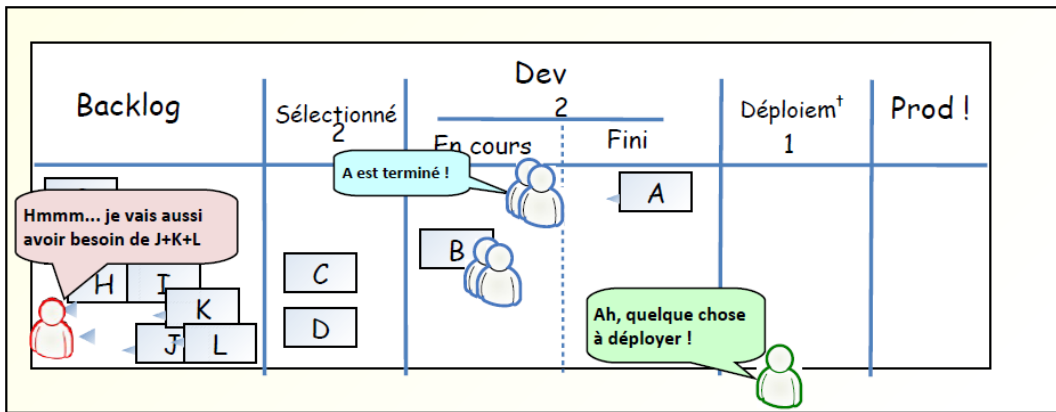 Backlog
Sélectionné
2
Dev
2
En cours
Fini
Déploiem†
1
Prod !
A est terminé !
A
Hmmm... je vais aussi
avoir besoin de J+K+L
B
H
I
C
K
D
J
L
Ah, quelque chose
à déployer !